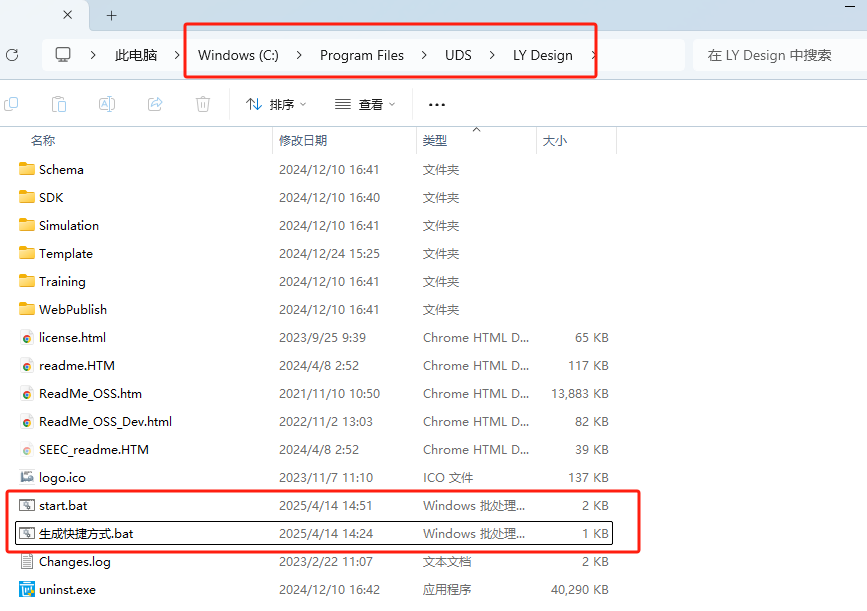 此电脑 Windows (C:) Program Files UDS LY Design 在 LY Design 中搜索
排序 查看
名称 修改日期 类型 大小
Schema 2024/12/10 16:41 文件夹
SDK 2024/12/10 16:40 文件夹
Simulation 2024/12/10 16:41 文件夹
Template 2024/12/24 15:25 文件夹
Training 2024/12/10 16:41 文件夹
WebPublish 2024/12/10 16:41 文件夹
license.html 2023/9/25 9:39 Chrome HTML D... 65 KB
readme.HTM 2024/4/8 2:52 Chrome HTML D... 117 KB
ReadMe_OSS.htm 2021/11/10 10:50 Chrome HTML D... 13,883 KB
ReadMe_OSS_Dev.html 2022/11/2 13:03 Chrome HTML D... 82 KB
SEEC_readme.HTM 2024/4/8 2:52 Chrome HTML D... 39 KB
logo.ico 2023/11/7 11:10 ICO 文件 137 KB
start.bat 2025/4/14 14:51 Windows 批处理... 2 KB
生成快捷方式.bat 2025/4/14 14:24 Windows 批处理... 1 KB
Changes.log 2023/2/22 11:07 文本文档 2 KB
uninst.exe 2024/12/10 16:42 应用程序 40,290 KB